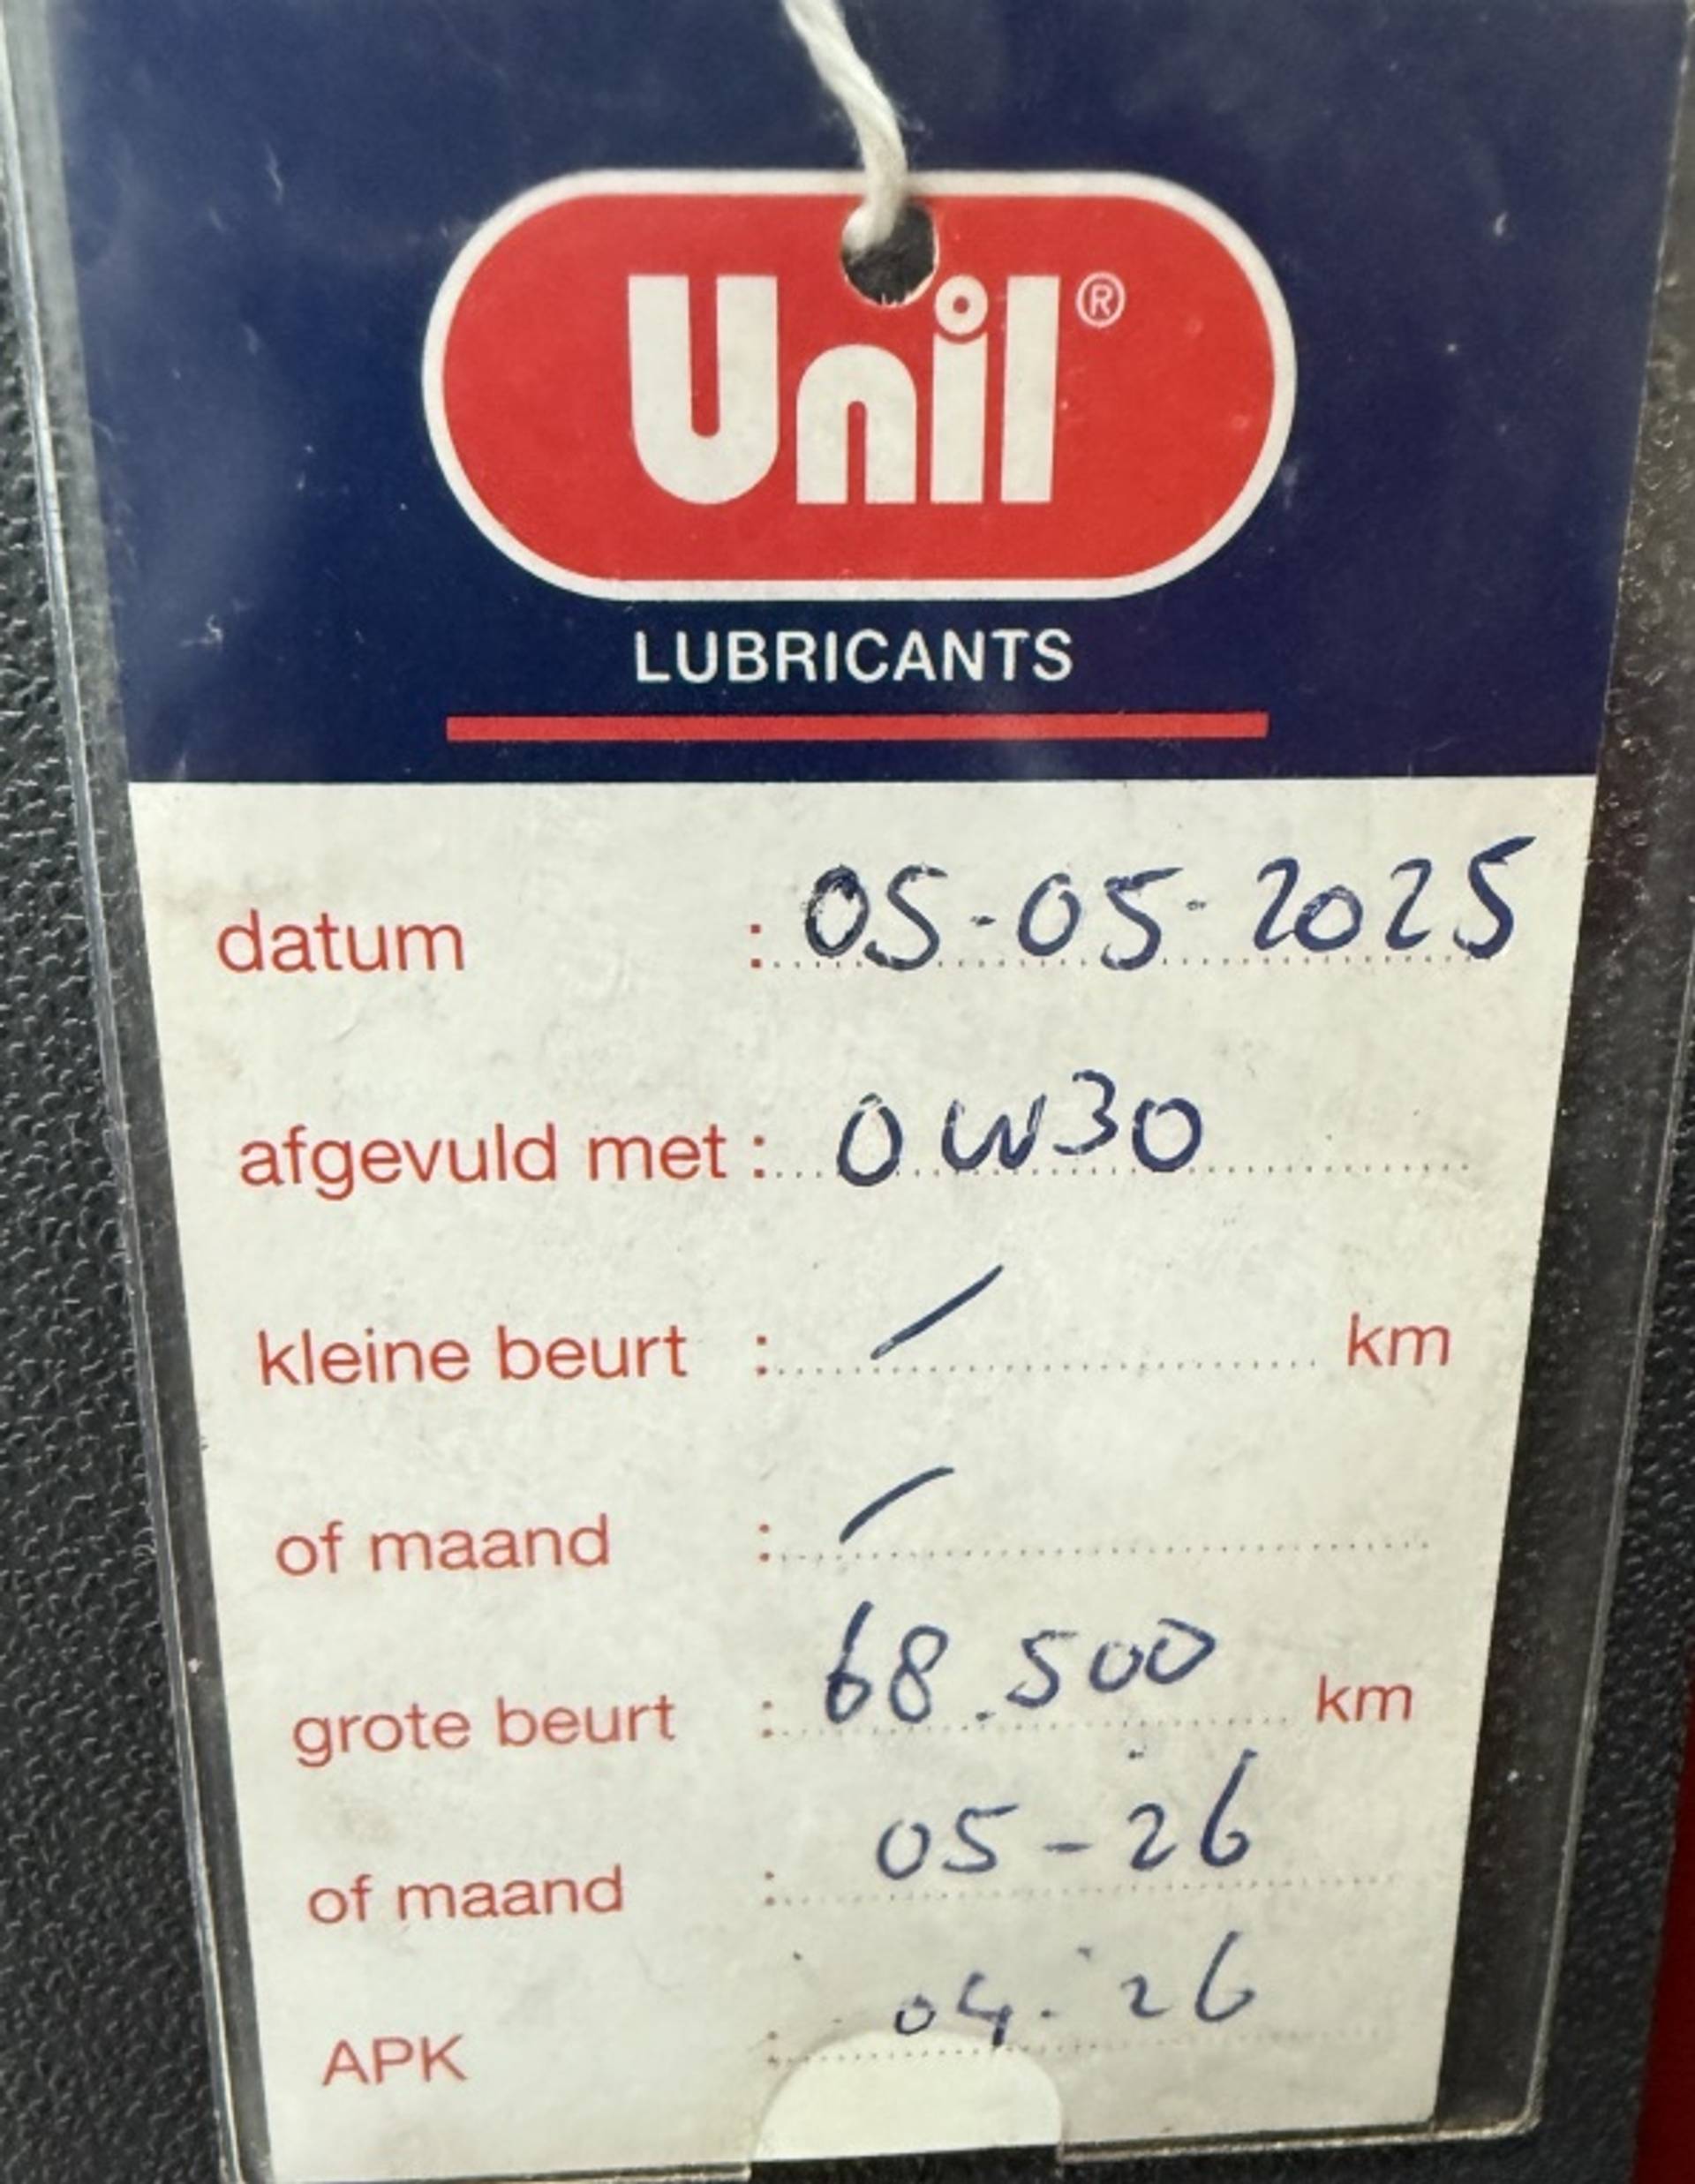 Unil®
LUBRICANTS
datum : 05-05-2025
afgevuld met : 0W30
kleine beurt : / km
of maand : /
grote beurt : 68.500 km
of maand : 05-26
APK : 04-26